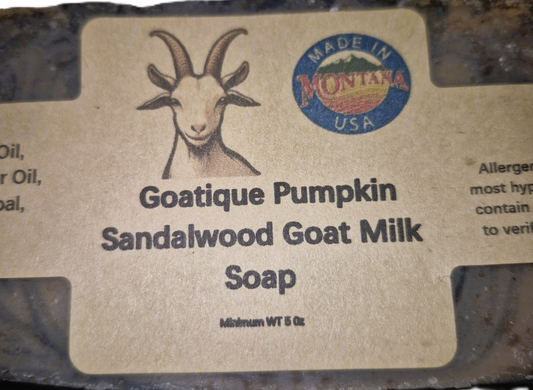 MADE IN
MONTANA
USA
Oil,
r Oil,
oal,
Goatique Pumpkin
Sandalwood Goat Milk
Soap
Minimum WT 5 Oz
Allergen
most hyp
contain
to verif